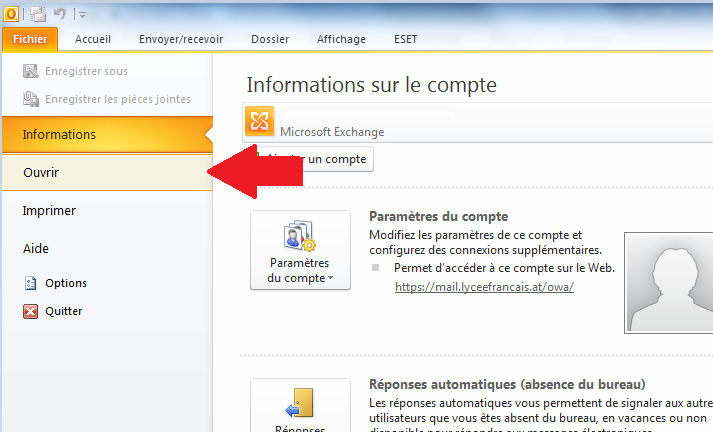 Fichier Accueil Envoyer/recevoir Dossier Affichage ESET
Enregistrer sous
Enregistrer les pièces jointes
Informations
Ouvrir
Imprimer
Aide
Options
Quitter
Informations sur le compte
Microsoft Exchange
un compte
Paramètres
du compte
Paramètres du compte
Modifiez les paramètres de ce compte et
configurez des connexions supplémentaires.
Permet d'accéder à ce compte sur le Web.
https://mail.lyceefrancais.at/owa/
Réponses
Réponses automatiques (absence du bureau)
Les réponses automatiques vous permettent de signaler aux autre
utilisateurs que vous êtes absent du bureau, en vacances ou non